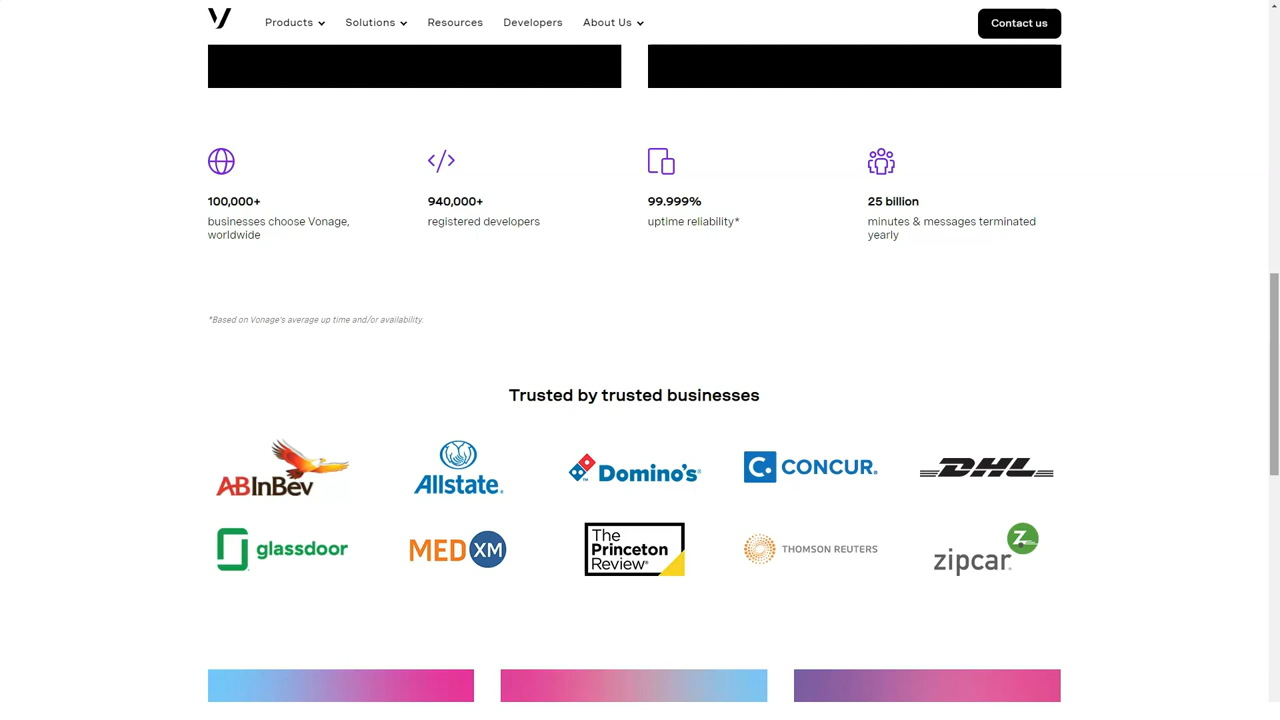 Products Solutions Resources Developers About Us Contact us
100,000+
businesses choose Vonage,
worldwide
940,000+
registered developers
99.999%
uptime reliability*
25 billion
minutes & messages terminated
yearly
*Based on Vonage's average up time and/or availability.
Trusted by trusted businesses
ABInBev
Allstate
Domino's
C. CONCUR.
DHL
glassdoor
MED XM
The
Princeton
Review
THOMSON REUTERS
zipcar
Z